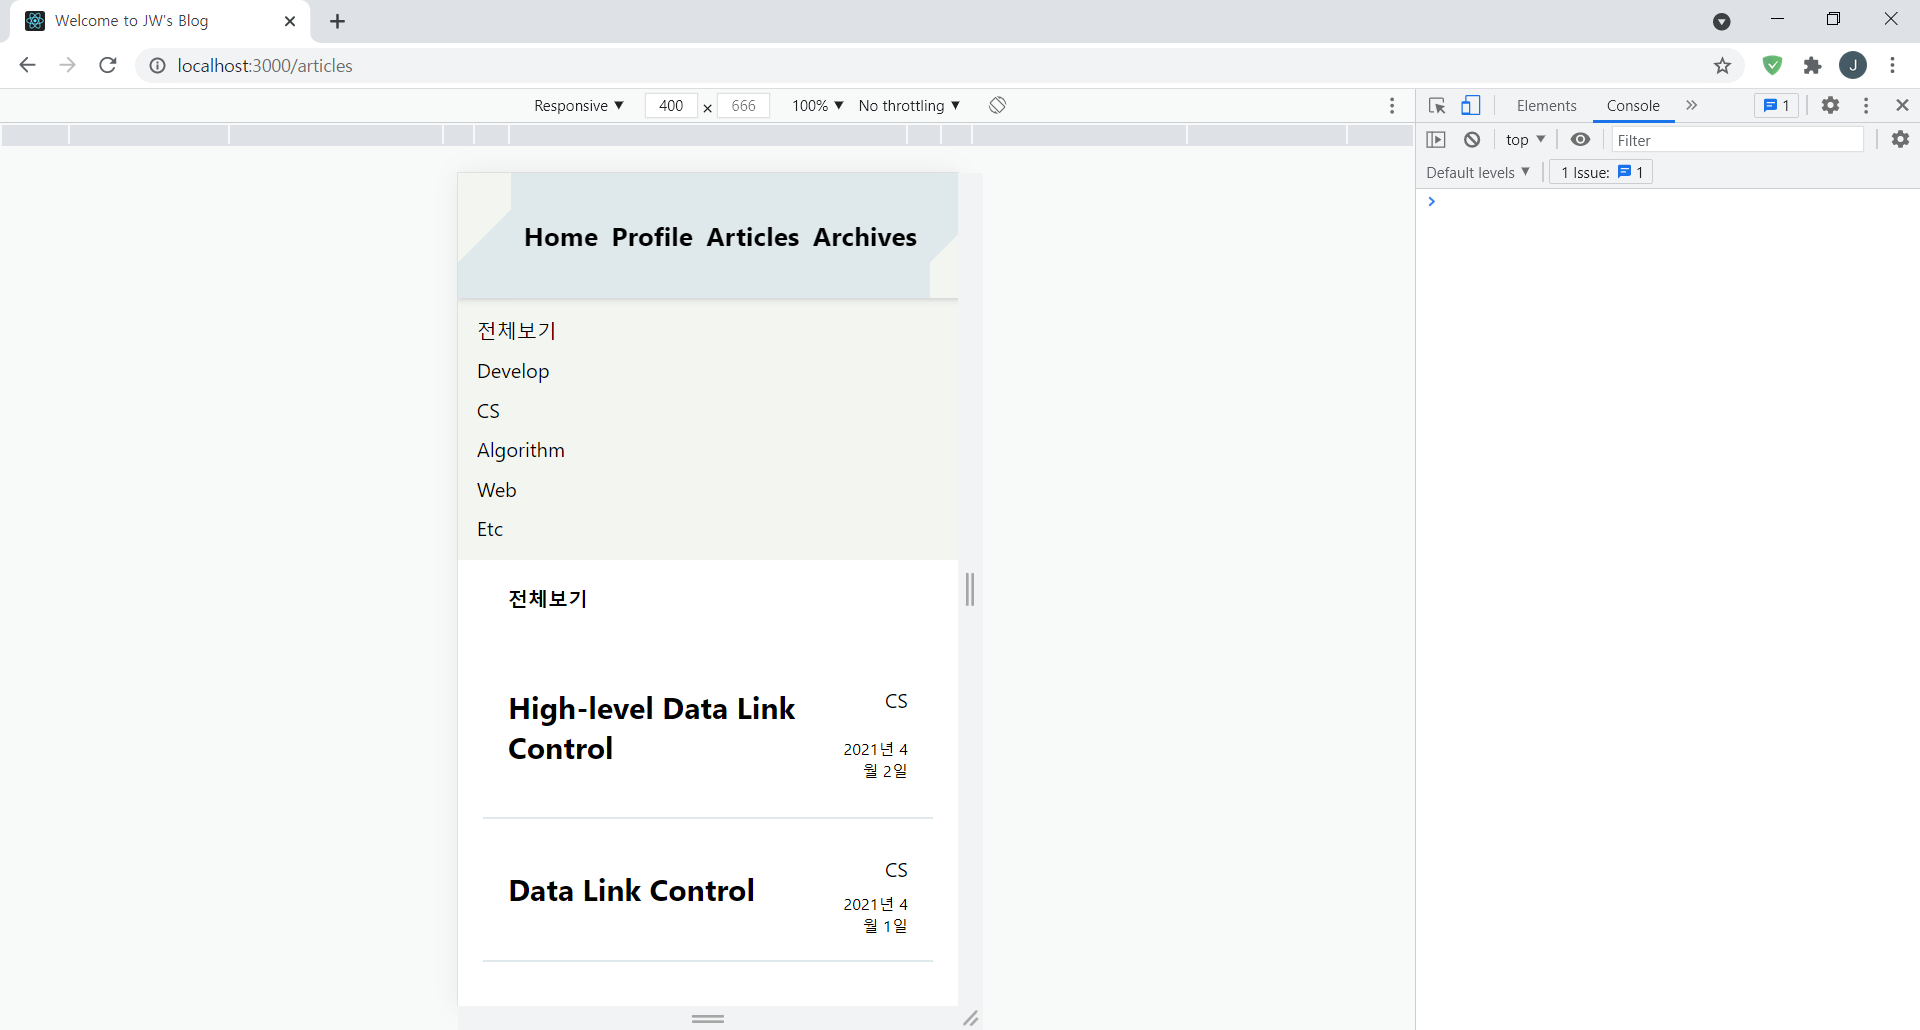 Welcome to JW's Blog
localhost:3000/articles
J
Responsive 400 × 666 100% No throttling
Elements Console 1
top Filter
Default levels 1 Issue: 1
Home Profile Articles Archives
전체보기
Develop
CS
Algorithm
Web
Etc
전체보기
High-level Data Link
Control
CS
2021년 4
월 2일
Data Link Control
CS
2021년 4
월 1일